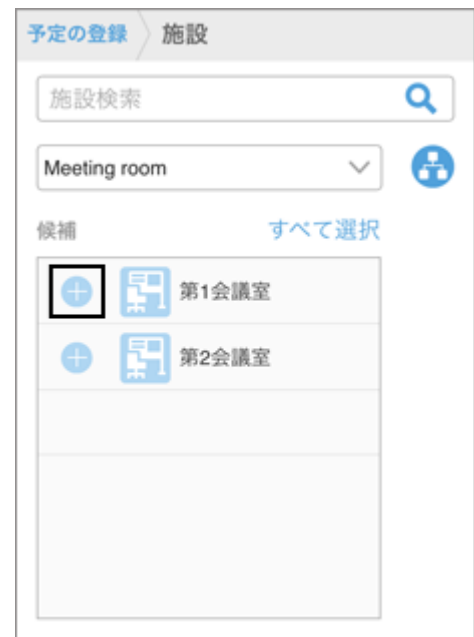 予定の登録 施設
施設検索
Meeting room
候補 すべて選択
第1会議室
第2会議室